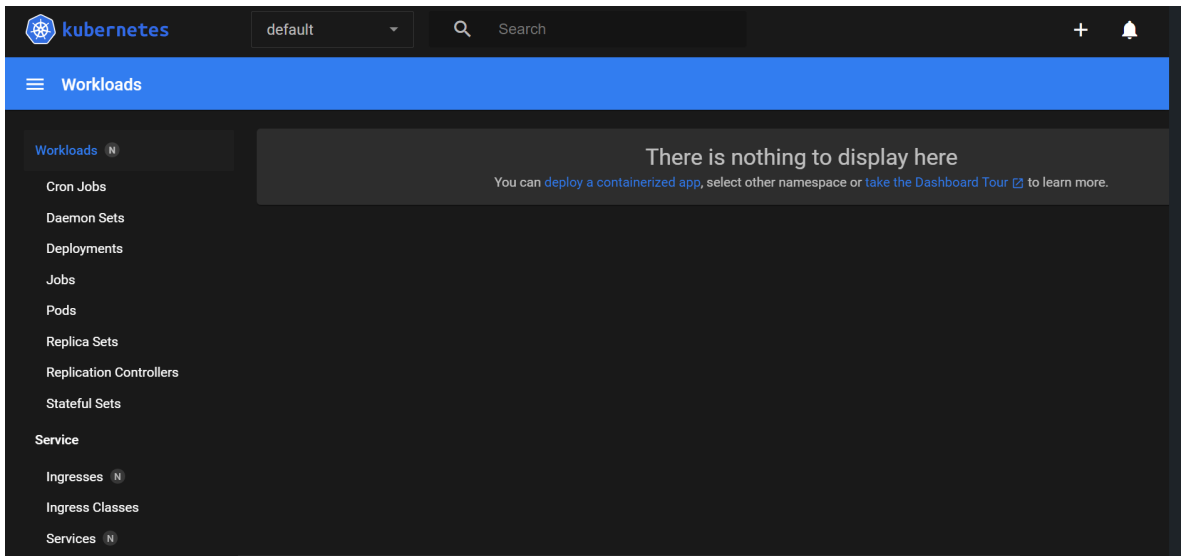 kubernetes
default
Search
Workloads
Workloads N
Cron Jobs
Daemon Sets
Deployments
Jobs
Pods
Replica Sets
Replication Controllers
Stateful Sets
Service
Ingresses N
Ingress Classes
Services N
There is nothing to display here
You can deploy a containerized app, select other namespace or take the Dashboard Tour to learn more.